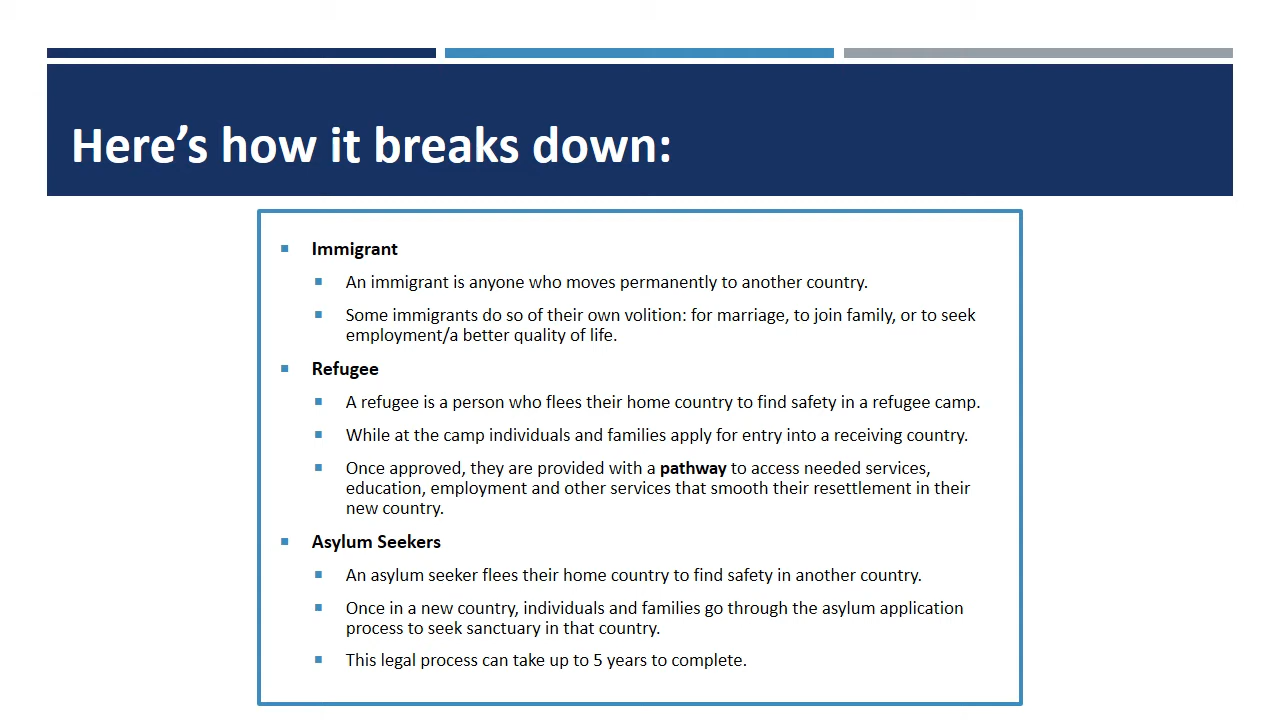 Here’s how it breaks down:
Immigrant
An immigrant is anyone who moves permanently to another country.
Some immigrants do so of their own volition: for marriage, to join family, or to seek
employment/a better quality of life.
Refugee
A refugee is a person who flees their home country to find safety in a refugee camp.
While at the camp individuals and families apply for entry into a receiving country.
Once approved, they are provided with a pathway to access needed services,
education, employment and other services that smooth their resettlement in their
new country.
Asylum Seekers
An asylum seeker flees their home country to find safety in another country.
Once in a new country, individuals and families go through the asylum application
process to seek sanctuary in that country.
This legal process can take up to 5 years to complete.